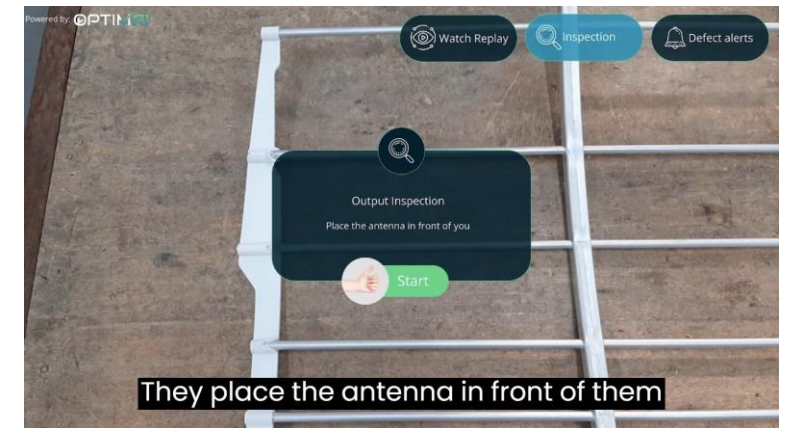 Powered by: OPTIMAI
Watch Replay
Inspection
Defect alerts
Output Inspection
Place the antenna in front of you
Start
They place the antenna in front of them